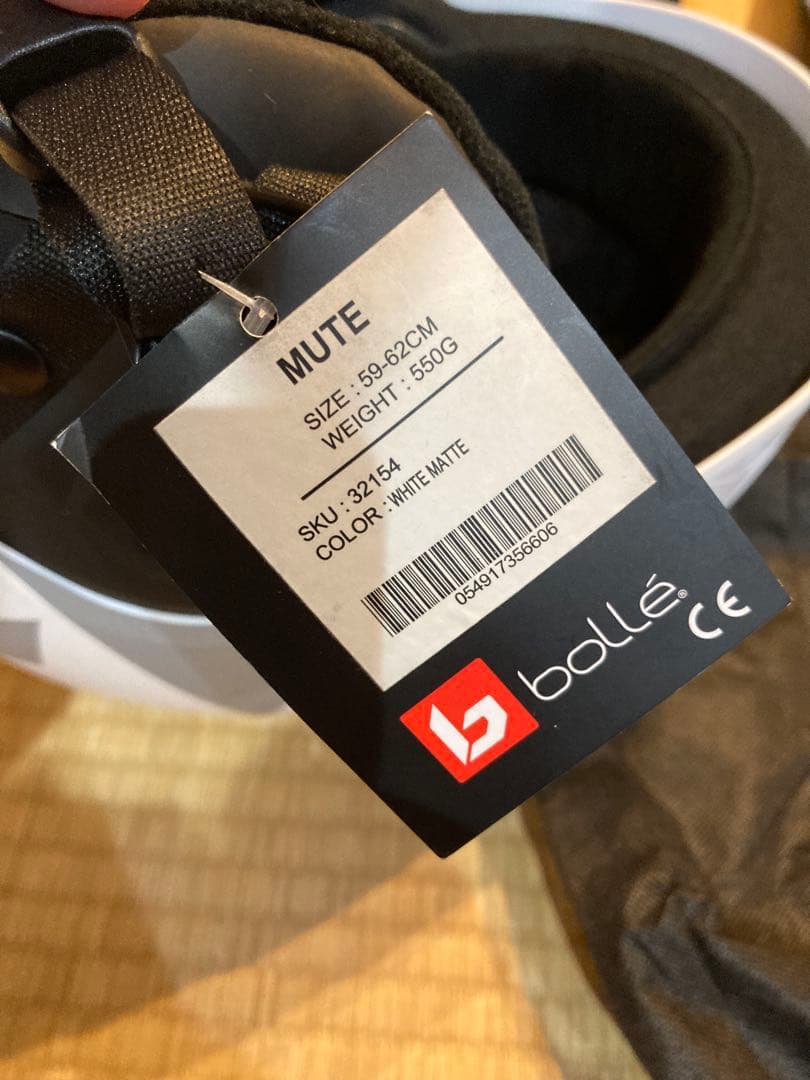 MUTE
SIZE : 59-62CM
WEIGHT : 550G
SKU : 32154
COLOR : WHITE MATTE
054917356606
bollé®
CE